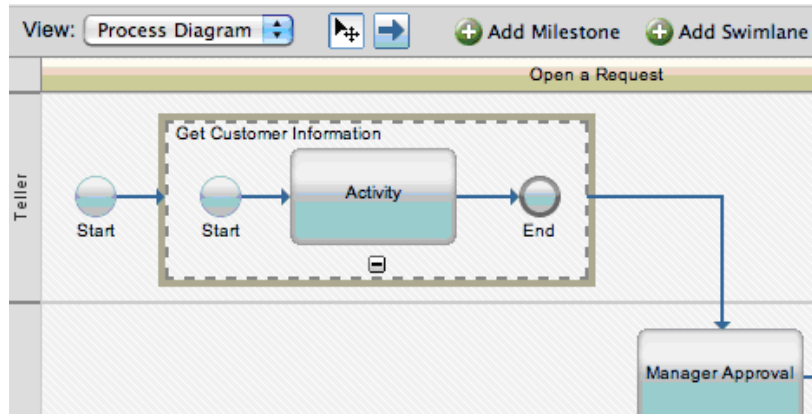 View: Process Diagram Add Milestone Add Swimlane
Open a Request
Teller
Get Customer Information
Activity
Start Start End
Manager Approval